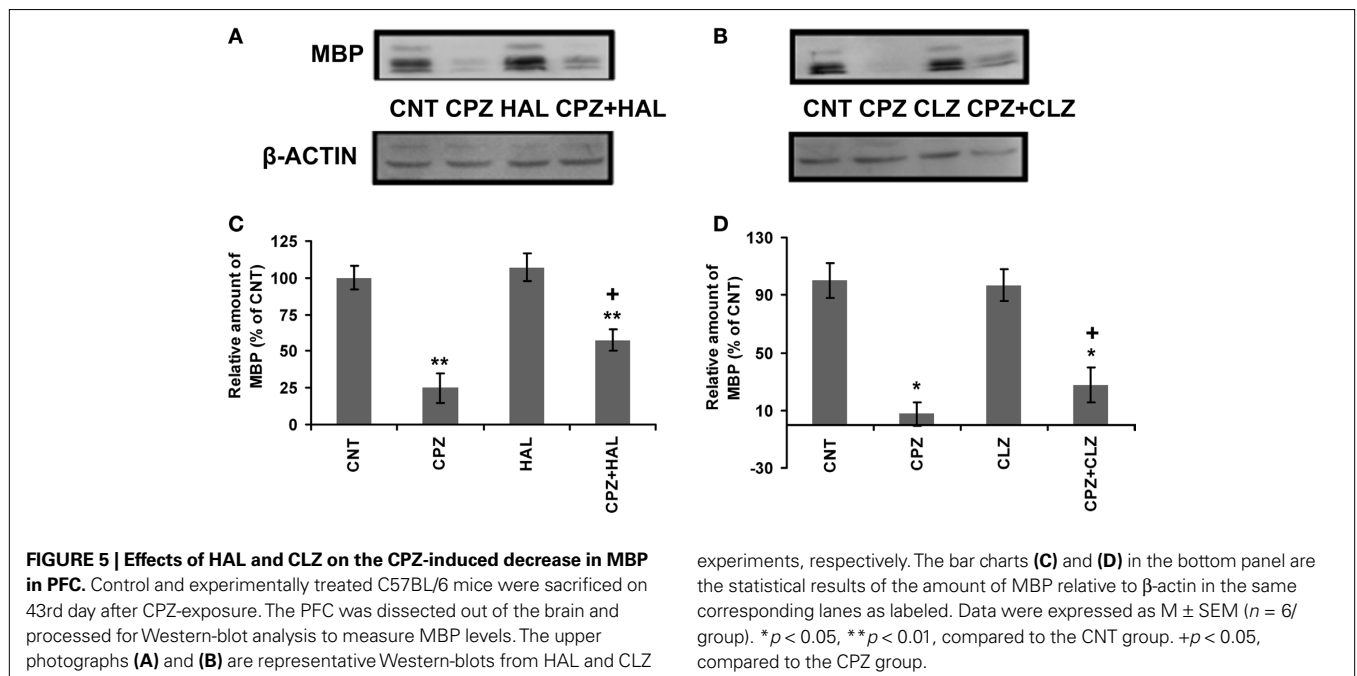 A
B
MBP
CNT CPZ HAL CPZ+HAL
CNT CPZ CLZ CPZ+CLZ
β-ACTIN
C
Relative amount of
MBP (% of CNT)
125
100
75
50
25
0
**
+
**
CNT
CPZ
HAL
CPZ+HAL
D
Relative amount of
MBP (% of CNT)
130
90
50
10
-30
*
+
*
CNT
CPZ
CLZ
CPZ+CLZ
FIGURE 5 | Effects of HAL and CLZ on the CPZ-induced decrease in MBP
in PFC. Control and experimentally treated C57BL/6 mice were sacrificed on
43rd day after CPZ-exposure. The PFC was dissected out of the brain and
processed for Western-blot analysis to measure MBP levels. The upper
photographs (A) and (B) are representative Western-blots from HAL and CLZ
experiments, respectively. The bar charts (C) and (D) in the bottom panel are
the statistical results of the amount of MBP relative to β-actin in the same
corresponding lanes as labeled. Data were expressed as M ± SEM (n = 6/
group). *p < 0.05, **p < 0.01, compared to the CNT group. +p < 0.05,
compared to the CPZ group.